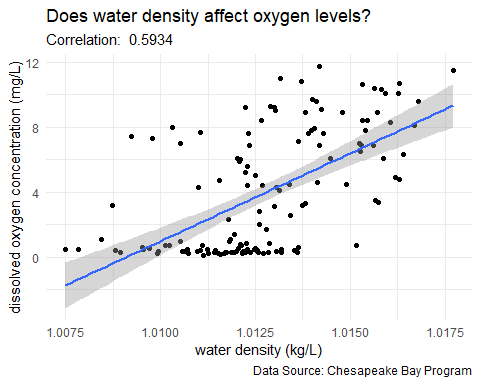 Does water density affect oxygen levels?
Correlation:  0.5934
dissolved oxygen concentration (mg/L)
12
8
4
0
1.0075 1.0100 1.0125 1.0150 1.0175
water density (kg/L)
Data Source: Chesapeake Bay Program